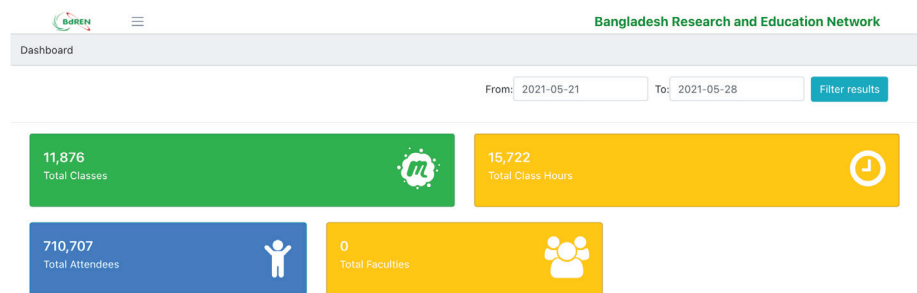 BdREN
Bangladesh Research and Education Network
Dashboard
From: 2021-05-21 To: 2021-05-28 Filter results
11,876
Total Classes
15,722
Total Class Hours
710,707
Total Attendees
0
Total Faculties